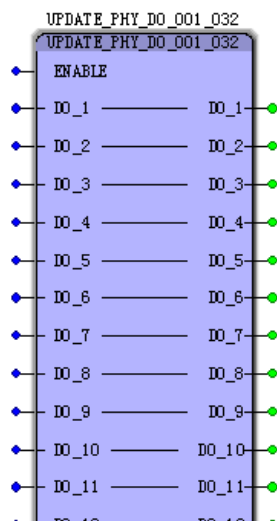 UPDATE_PHY_DO_001_032
UPDATE_PHY_DO_001_032
ENABLE
DO_1 DO_1
DO_2 DO_2
DO_3 DO_3
DO_4 DO_4
DO_5 DO_5
DO_6 DO_6
DO_7 DO_7
DO_8 DO_8
DO_9 DO_9
DO_10 DO_10
DO_11 DO_11